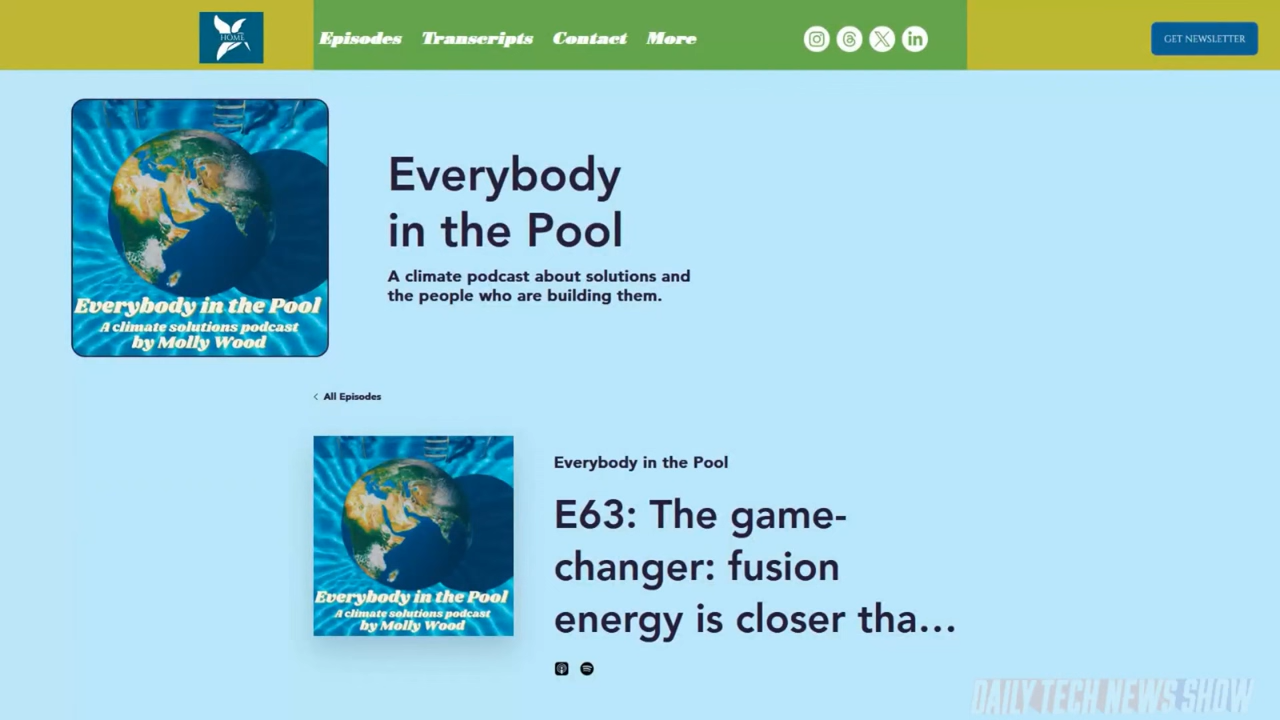 HOME
Episodes Transcripts Contact More
GET NEWSLETTER
Everybody in the Pool
A climate solutions podcast
by Molly Wood
Everybody
in the Pool
A climate podcast about solutions and
the people who are building them.
All Episodes
Everybody in the Pool
A climate solutions podcast
by Molly Wood
Everybody in the Pool
E63: The game-
changer: fusion
energy is closer tha...
DAILY TECH NEWS SHOW